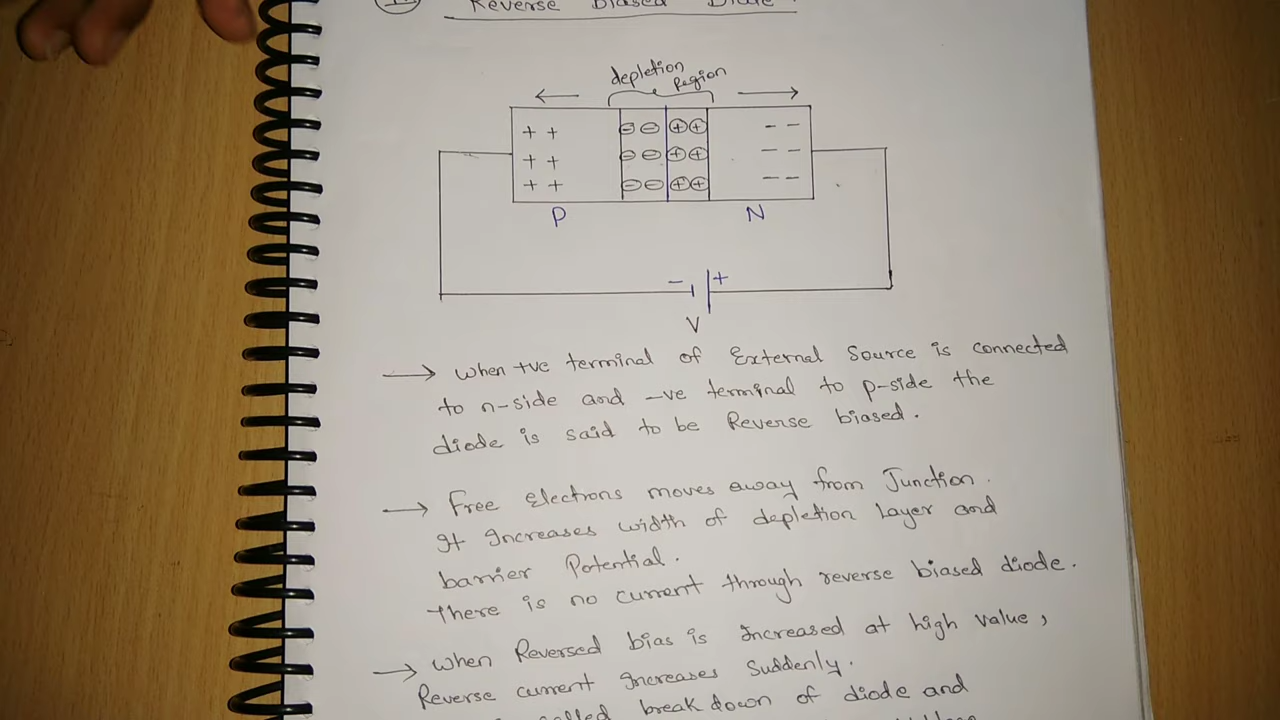 Reverse Biased Diode.
depletion
Region
+ + ⊖ ⊖ ⊕ ⊕ - -
+ + ⊖ ⊖ ⊕ ⊕ - -
+ + ⊖ ⊖ ⊕ ⊕ - -
P N
- +
V
→ When +ve terminal of External Source is connected
to n-side and -ve terminal to p-side the
diode is said to be Reverse biased.
→ Free electrons moves away from Junction.
It Increases width of depletion Layer and
barrier Potential.
There is no current through reverse biased diode.
→ When Reversed bias is Increased at high value,
Reverse current Increases Suddenly.
called break down of diode and